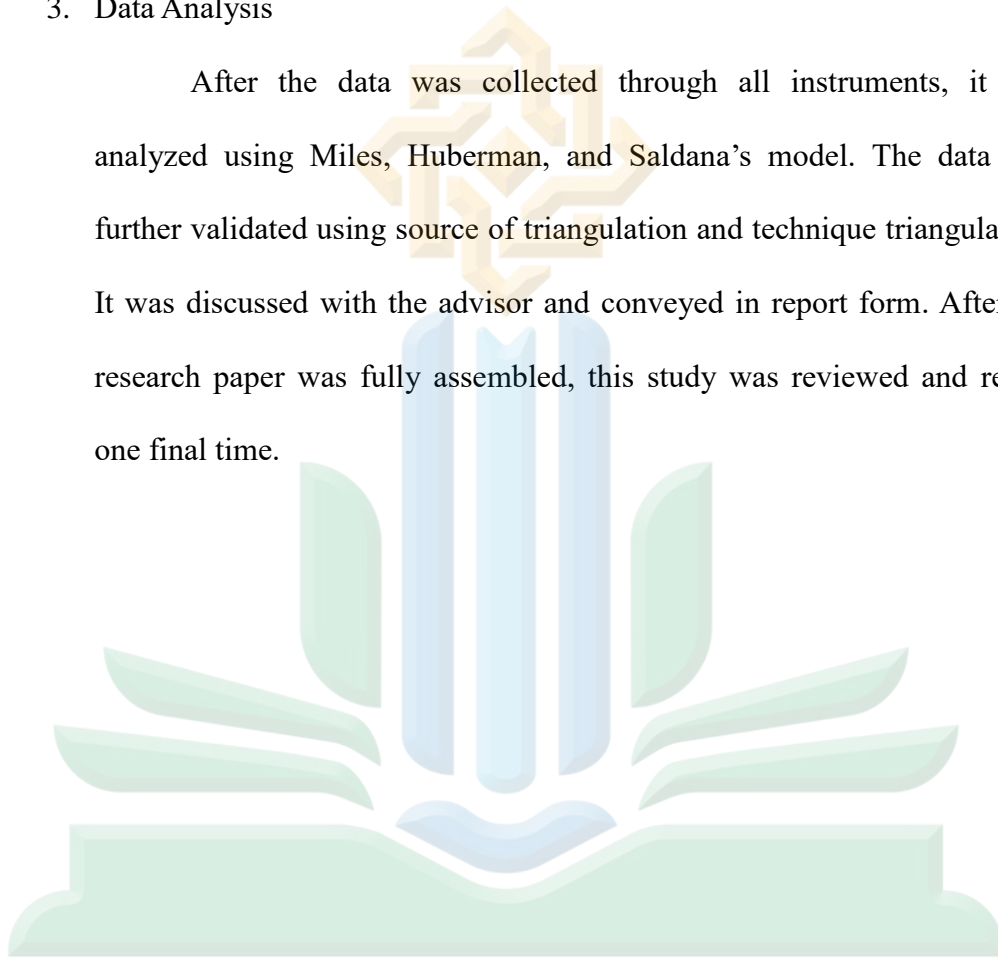 3. Data Analysis
After the data was collected through all instruments, it
analyzed using Miles, Huberman, and Saldana’s model. The data
further validated using source of triangulation and technique
It was discussed with the advisor and conveyed in report form.
research paper was fully assembled, this study was reviewed and
one final time.